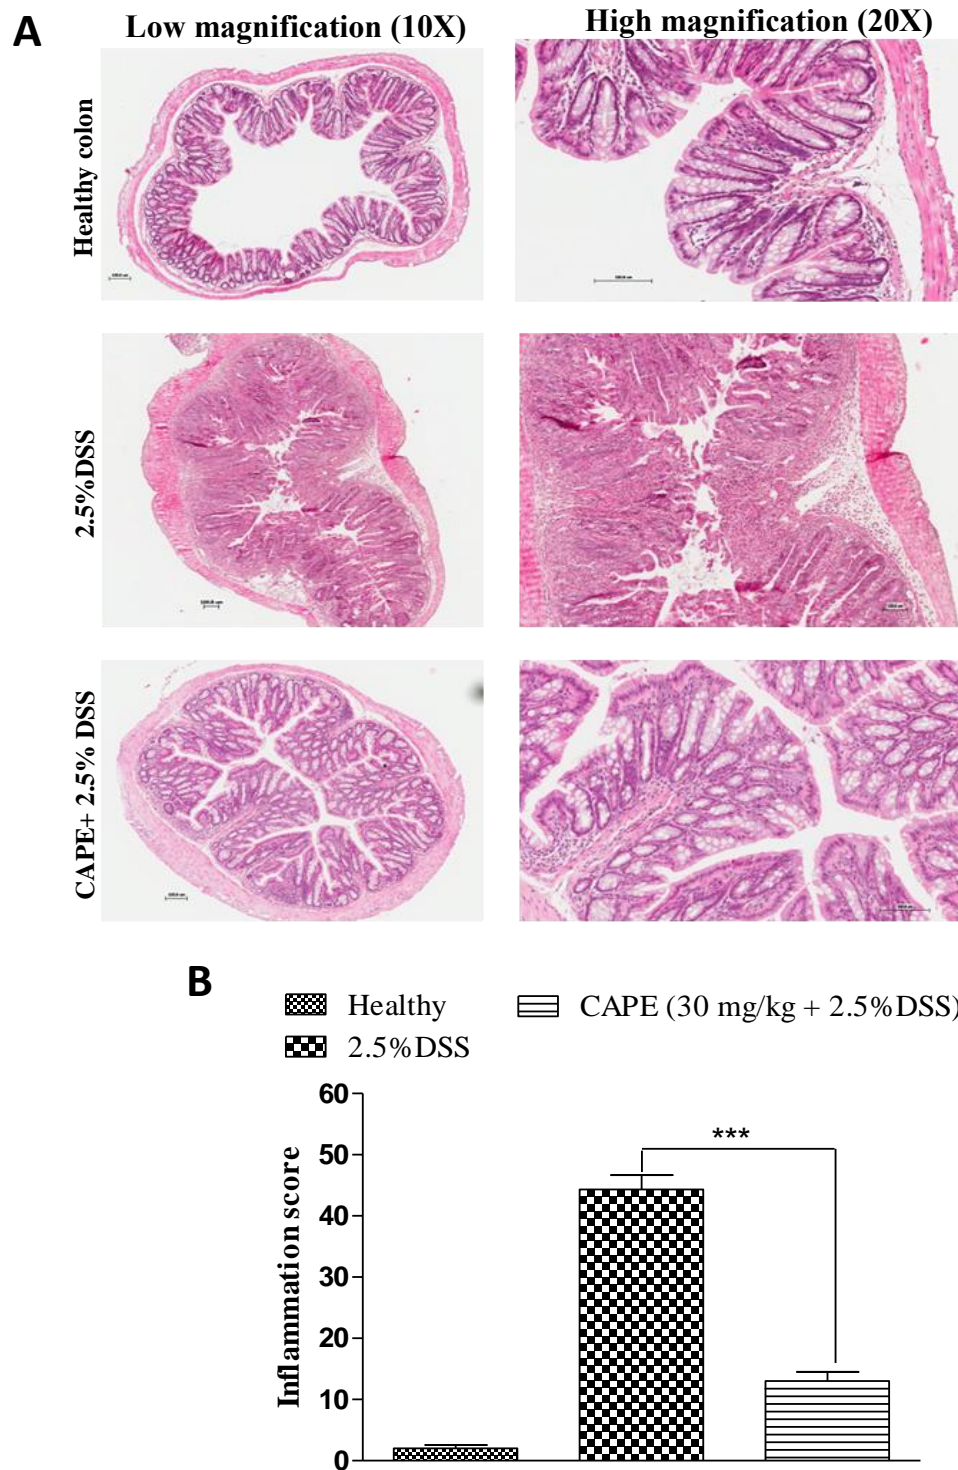 A
Low magnification (10X)
High magnification (20X)
Healthy colon
2.5%DSS
CAPE+ 2.5% DSS
B
Healthy
CAPE (30 mg/kg + 2.5%DSS)
2.5%DSS
Inflammation score
60
50
40
30
20
10
0
***